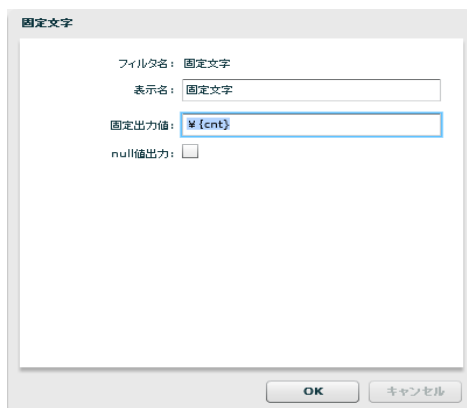 固定文字
フィルタ名: 固定文字
表示名: 固定文字
固定出力値: ¥{cnt}
null値出力:
OK キャンセル